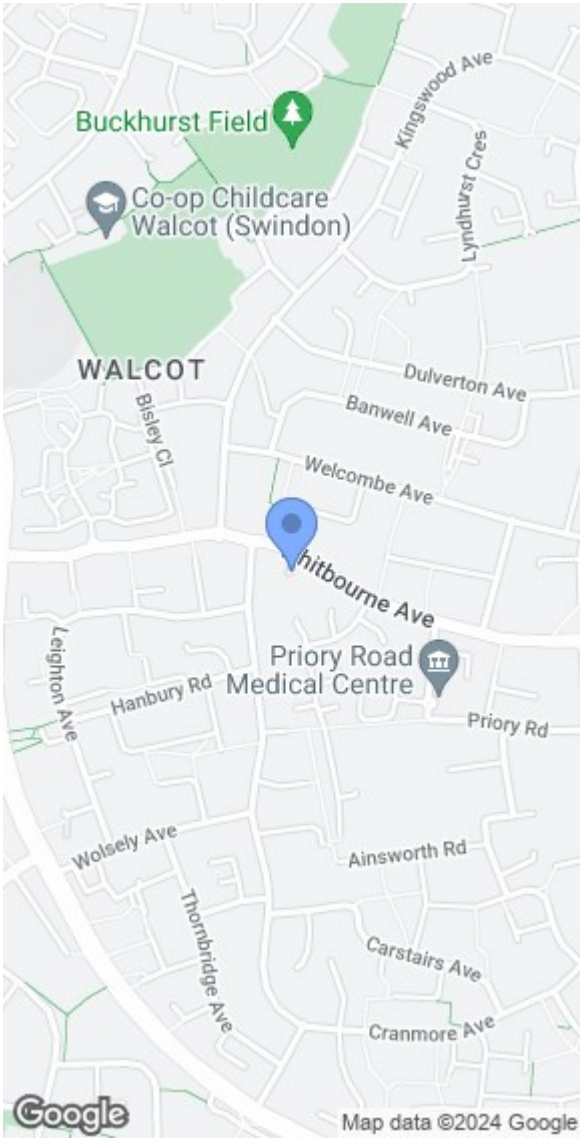 Kingswood Ave
Buckhurst Field
Lyndhurst Cres
Co-op Childcare
Walcot (Swindon)
WALCOT
Dulverton Ave
Bisley Cl
Banwell Ave
Welcombe Ave
hitbourne Ave
Leighton Ave
Priory Road
Medical Centre
Hanbury Rd
Priory Rd
Wolsely Ave
Ainsworth Rd
Thornbridge Ave
Carstairs Ave
Cranmore Ave
Google
Map data ©2024 Google